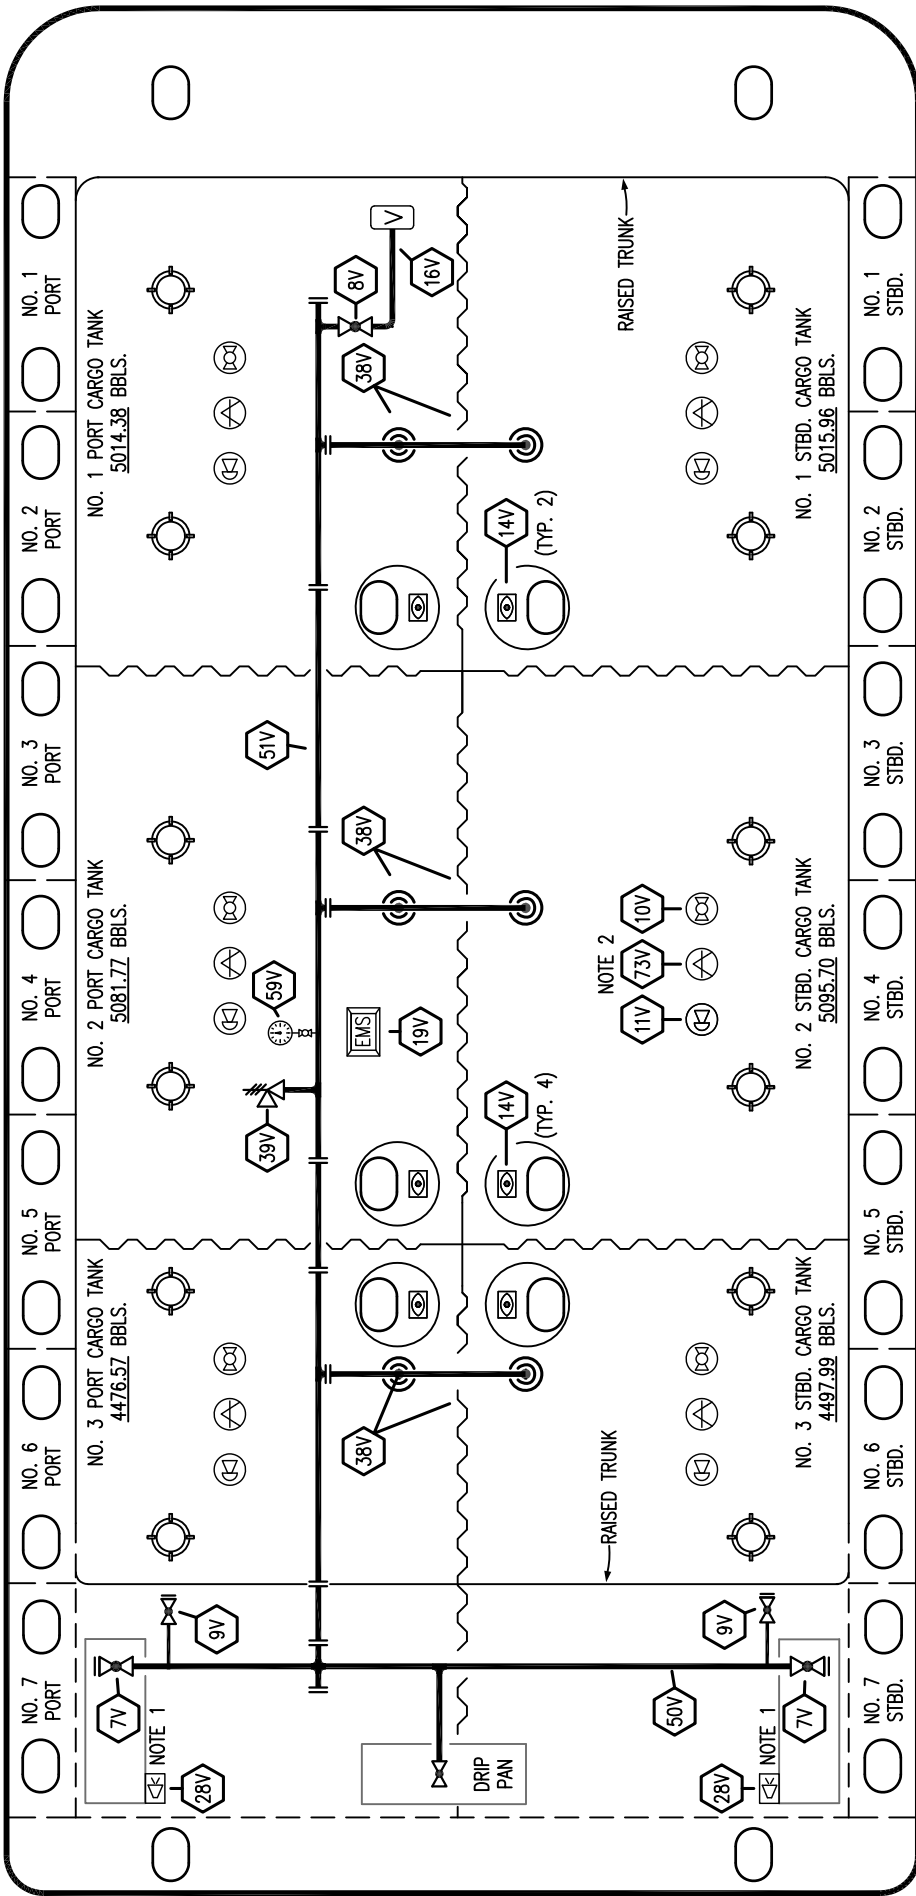 NO. 7
PORT
NO. 6
PORT
NO. 5
PORT
NO. 4
PORT
NO. 3
PORT
NO. 2
PORT
NO. 1
PORT
NO. 3 PORT CARGO TANK
4476.57 BBLS.
NO. 2 PORT CARGO TANK
5081.77 BBLS.
NO. 1 PORT CARGO TANK
5014.38 BBLS.
7V
NOTE 1
28V
9V
39V
59V
51V
38V
EMS
19V
38V
38V
8V
V
16V
DRIP
PAN
14V
(TYP. 4)
14V
(TYP. 2)
RAISED TRUNK
RAISED TRUNK
NOTE 2
11V
73V
10V
50V
9V
28V
NOTE 1
7V
NO. 3 STBD. CARGO TANK
4497.99 BBLS.
NO. 2 STBD. CARGO TANK
5095.70 BBLS.
NO. 1 STBD. CARGO TANK
5015.96 BBLS.
NO. 7
STBD.
NO. 6
STBD.
NO. 5
STBD.
NO. 4
STBD.
NO. 3
STBD.
NO. 2
STBD.
NO. 1
STBD.